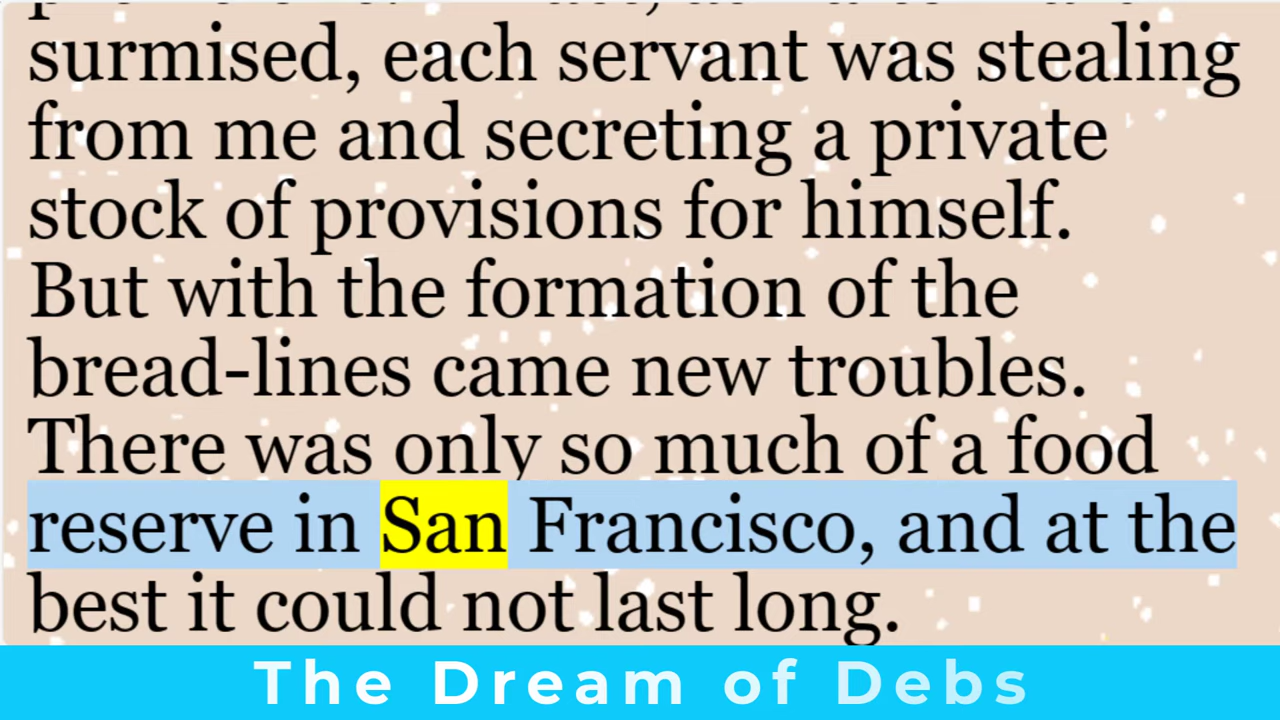 surmised, each servant was stealing
from me and secreting a private
stock of provisions for himself.
But with the formation of the
bread-lines came new troubles.
There was only so much of a food
reserve in San Francisco, and at the
best it could not last long.
The Dream of Debs